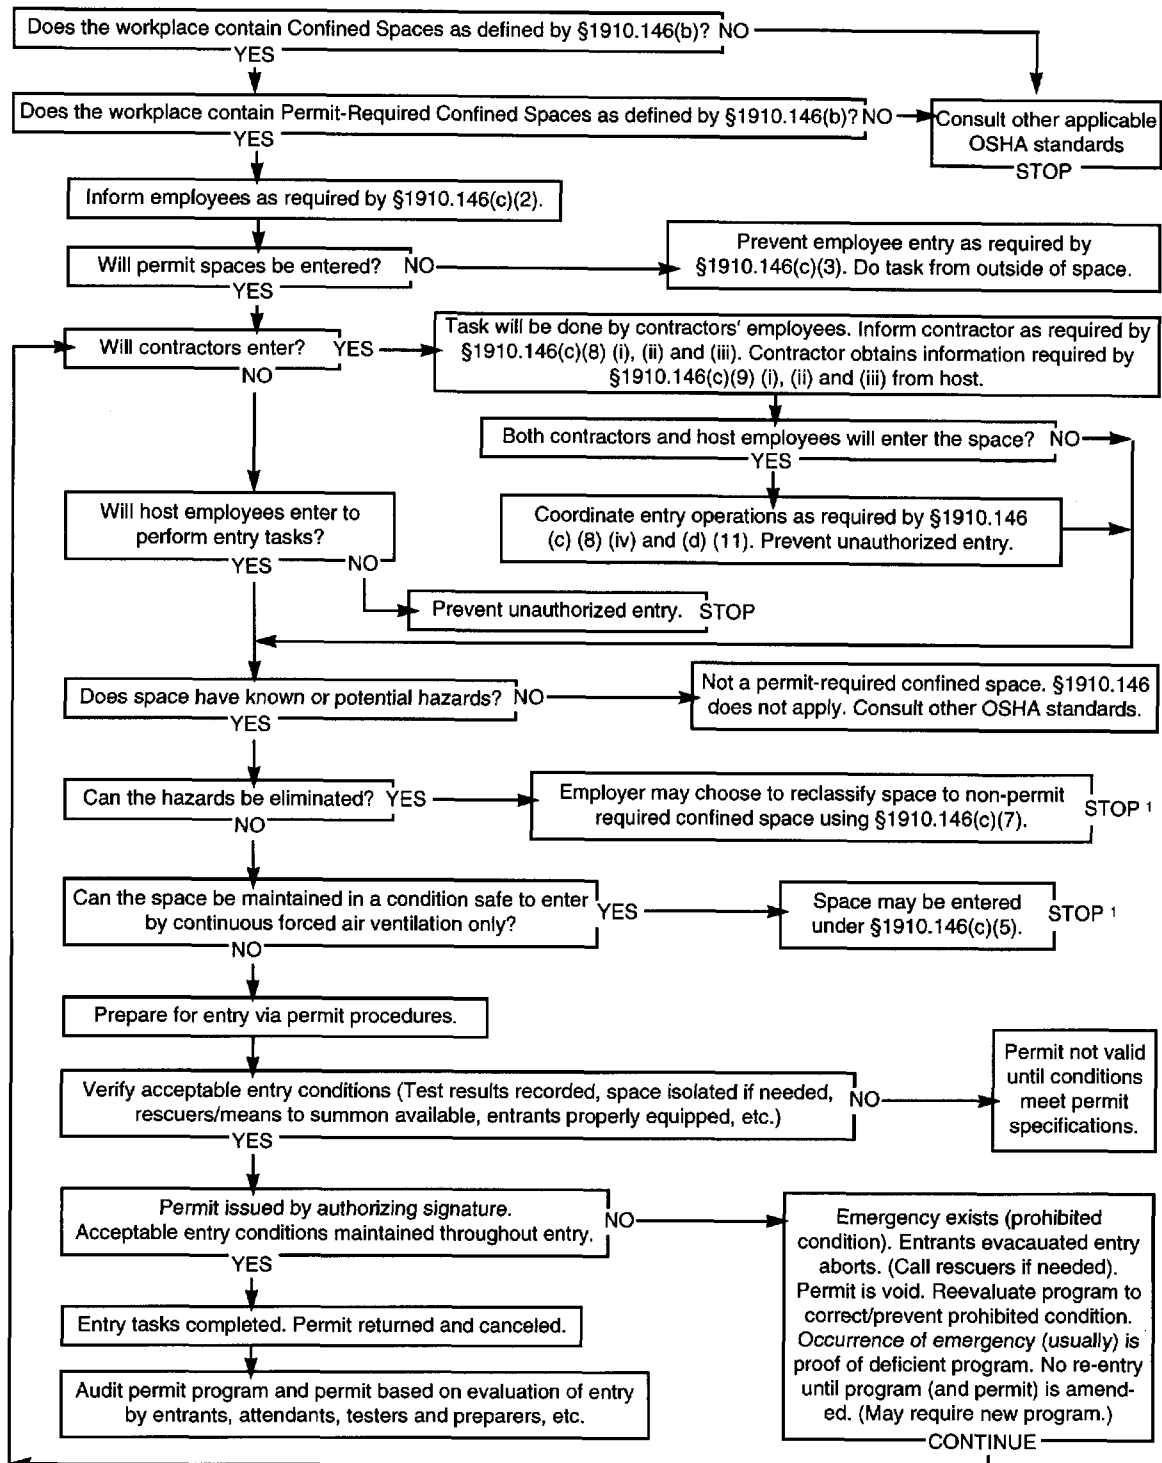 Does the workplace contain Confined Spaces as defined by §1910.146(b)? NO
YES
Does the workplace contain Permit-Required Confined Spaces as defined by §1910.146(b)? NO
YES
Consult other applicable
OSHA standards
STOP
Inform employees as required by §1910.146(c)(2).
Will permit spaces be entered? NO
YES
Prevent employee entry as required by
§1910.146(c)(3). Do task from outside of space.
Will contractors enter? YES
NO
Task will be done by contractors' employees. Inform contractor as required by
§1910.146(c)(8) (i), (ii) and (iii). Contractor obtains information required by
§1910.146(c)(9) (i), (ii) and (iii) from host.
Both contractors and host employees will enter the space? NO
YES
Coordinate entry operations as required by §1910.146
(c) (8) (iv) and (d) (11). Prevent unauthorized entry.
Will host employees enter to
perform entry tasks?
YES NO
Prevent unauthorized entry. STOP
Does space have known or potential hazards? NO
YES
Not a permit-required confined space. §1910.146
does not apply. Consult other OSHA standards.
Can the hazards be eliminated? YES
NO
Employer may choose to reclassify space to non-permit
required confined space using §1910.146(c)(7).
STOP 1
Can the space be maintained in a condition safe to enter
by continuous forced air ventilation only?
YES
NO
Space may be entered
under §1910.146(c)(5).
STOP 1
Prepare for entry via permit procedures.
Verify acceptable entry conditions (Test results recorded, space isolated if needed,
rescuers/means to summon available, entrants properly equipped, etc.)
NO
YES
Permit not valid
until conditions
meet permit
specifications.
Permit issued by authorizing signature.
Acceptable entry conditions maintained throughout entry.
NO
YES
Emergency exists (prohibited
condition). Entrants evacauated entry
aborts. (Call rescuers if needed).
Permit is void. Reevaluate program to
correct/prevent prohibited condition.
Occurrence of emergency (usually) is
proof of deficient program. No re-entry
until program (and permit) is amend-
ed. (May require new program.)
CONTINUE
Entry tasks completed. Permit returned and canceled.
Audit permit program and permit based on evaluation of entry
by entrants, attendants, testers and preparers, etc.